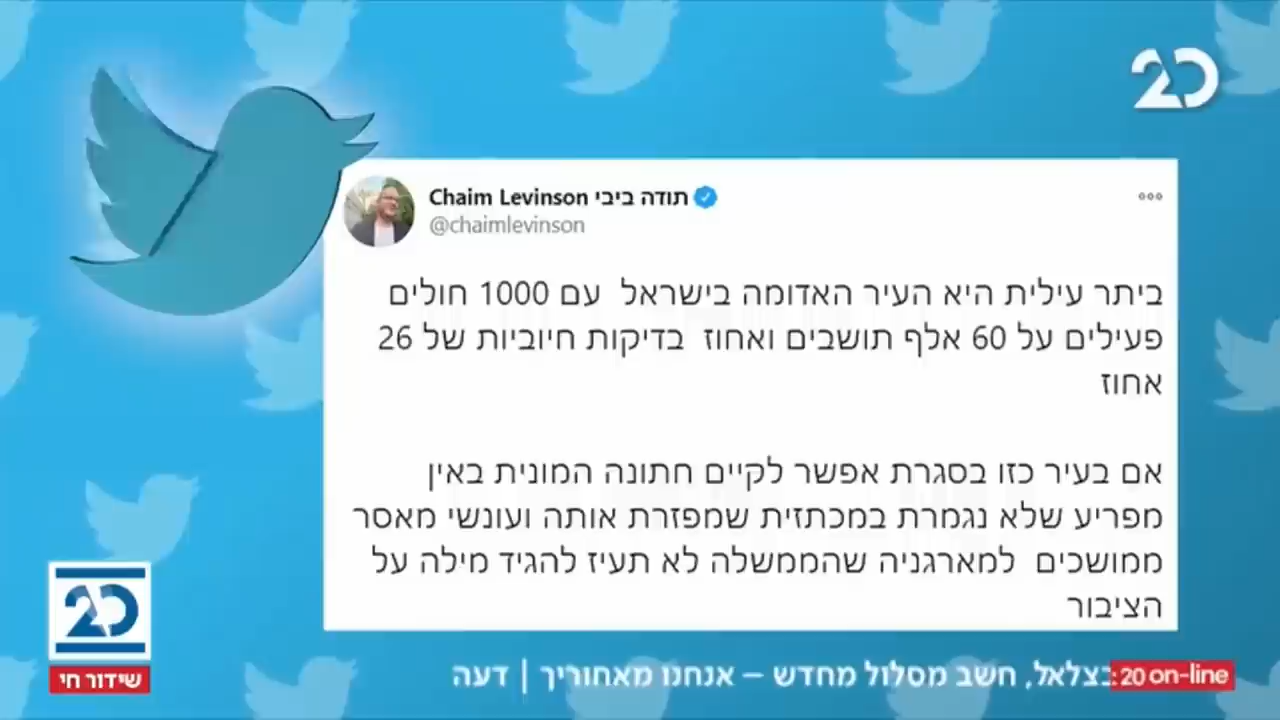 20
Chaim Levinson תודה ביבי
@chaimlevinson
ביתר עילית היא העיר האדומה בישראל עם 1000 חולים
פעילים על 60 אלף תושבים ואחוז בדיקות חיוביות של 26
אחוז
אם בעיר כזו בסגרת אפשר לקיים חתונה המונית באין
מפריע שלא נגמרת במכתזית שמפזרת אותה ועונשי מאסר
ממושכים למארגניה שהממשלה לא תעיז להגיד מילה על
הציבור
20
שידור חי
20 on-line
בצלאל, חשב מסלול מחדש – אנחנו מאחוריך | דעה